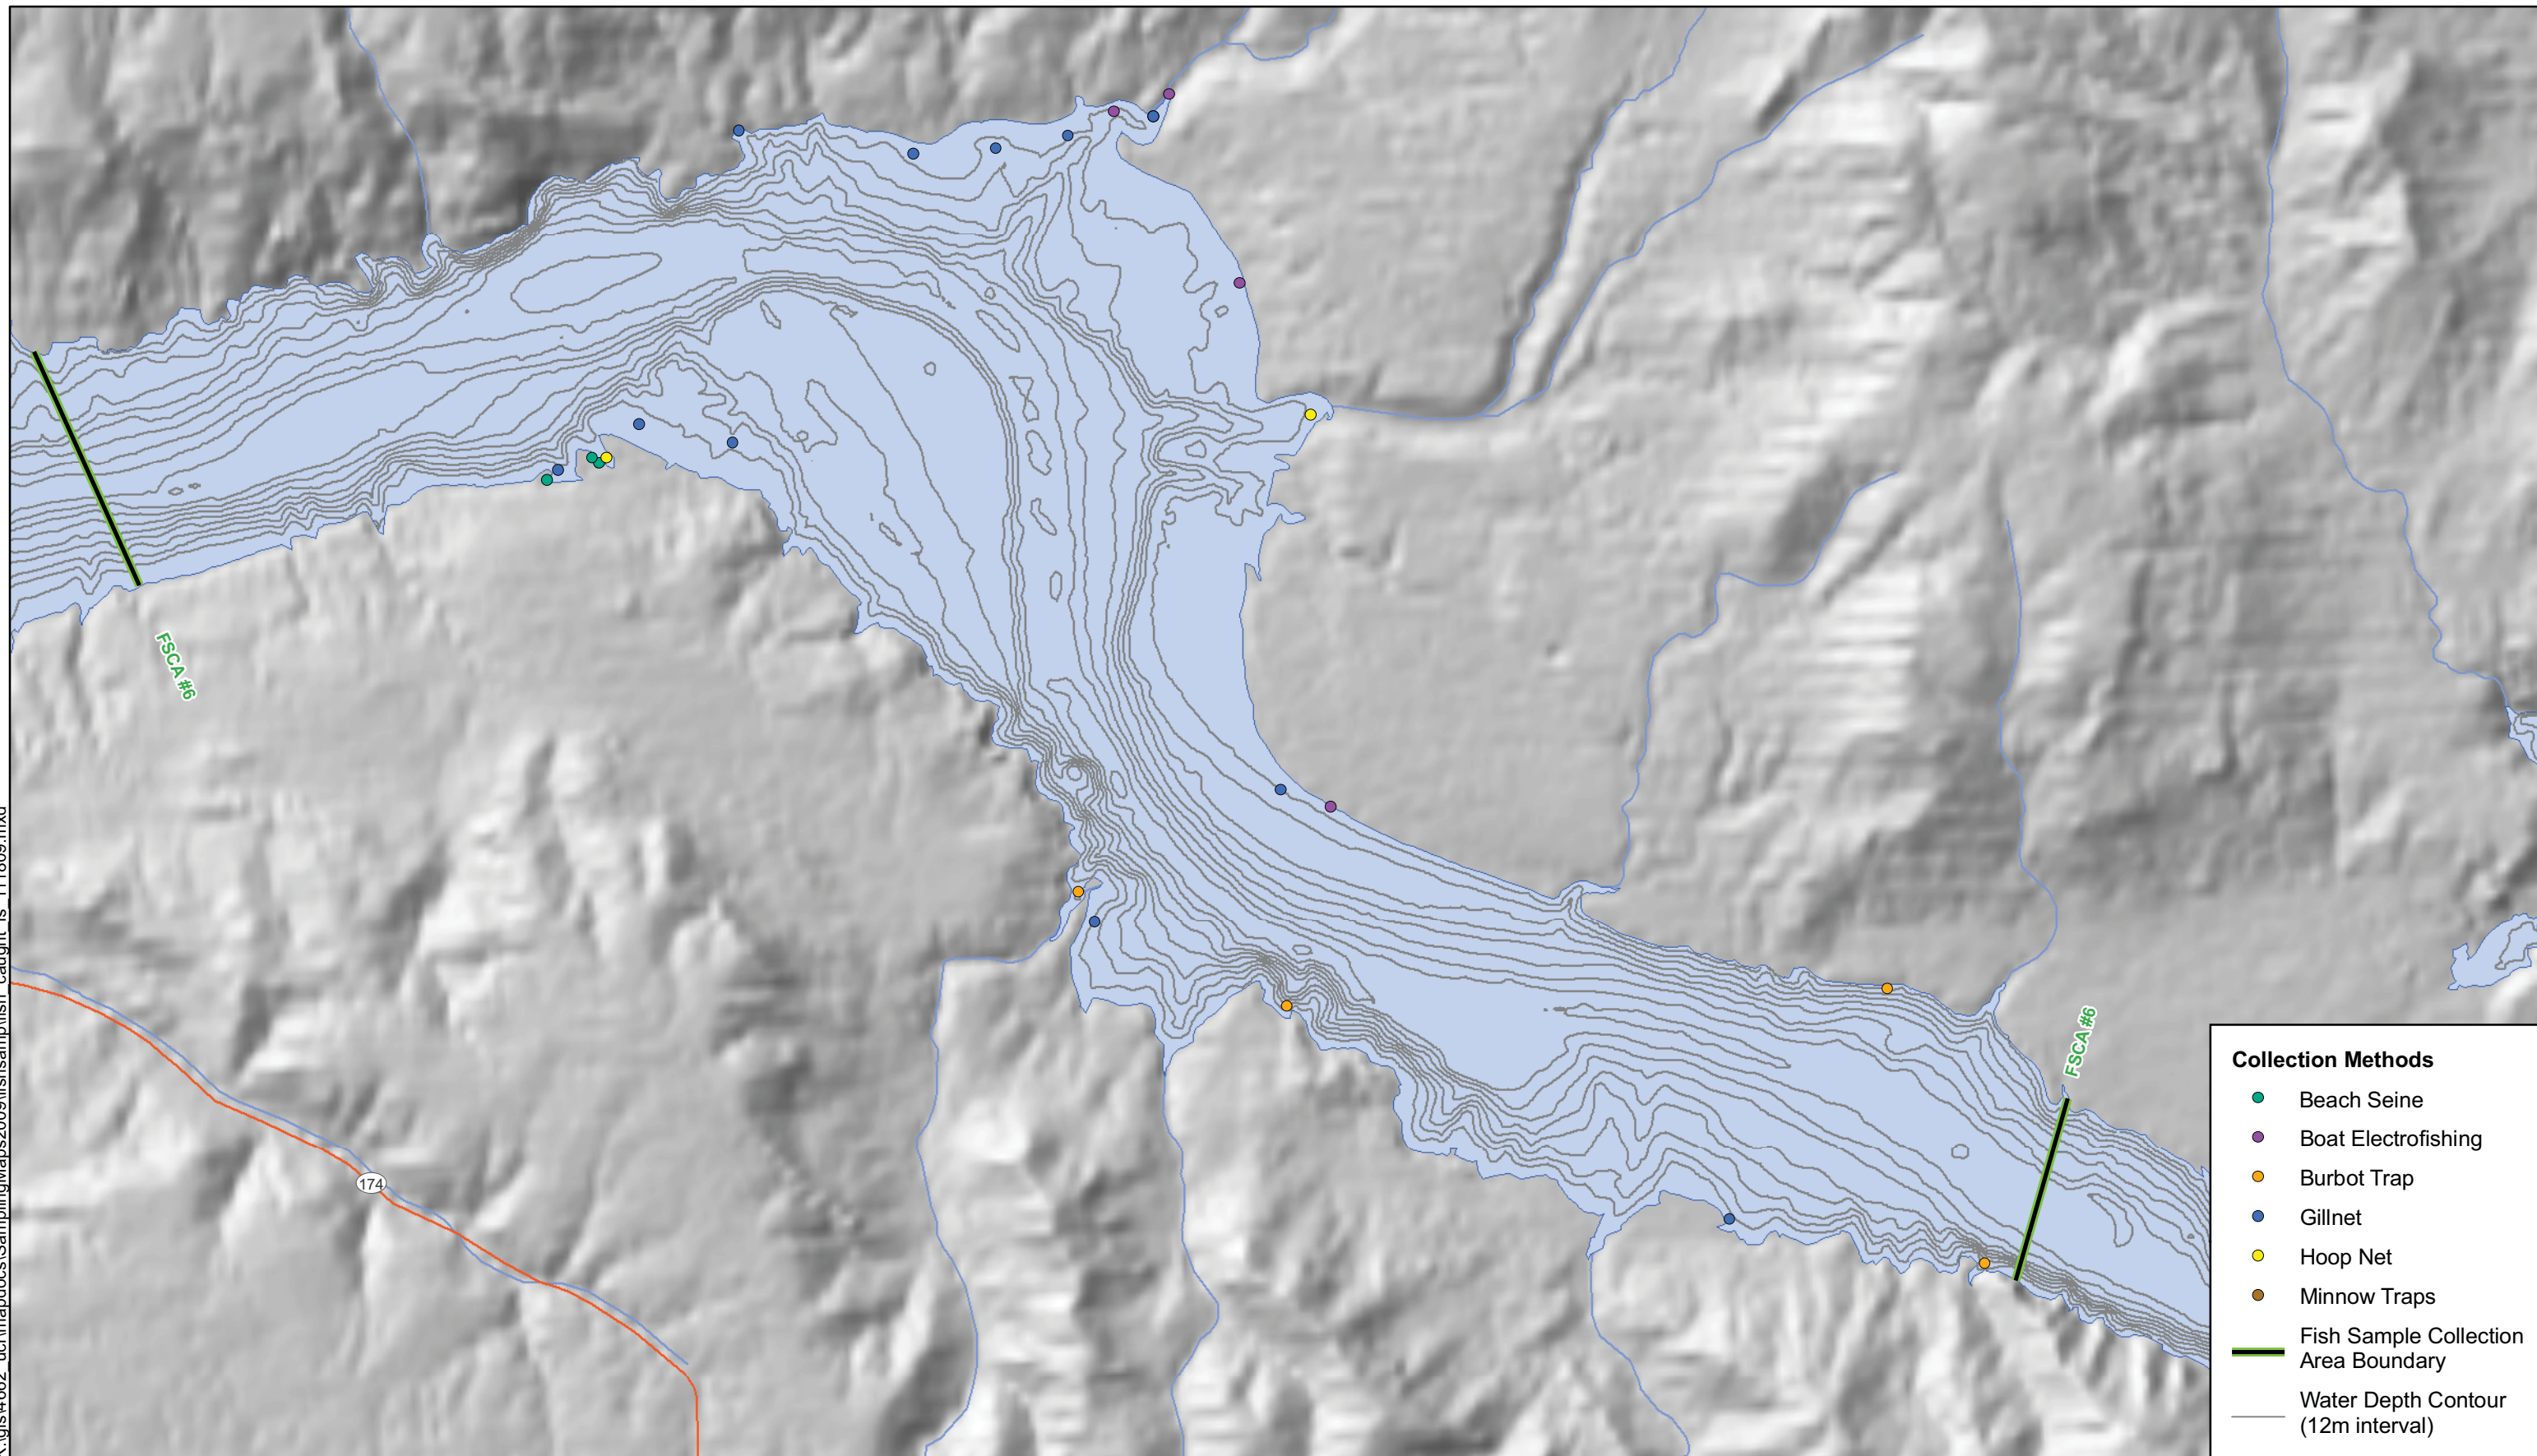 FSCA #6
174
FSCA #6
Collection Methods
Beach Seine
Boat Electrofishing
Burbot Trap
Gillnet
Hoop Net
Minnow Traps
Fish Sample Collection
Area Boundary
Water Depth Contour
(12m interval)